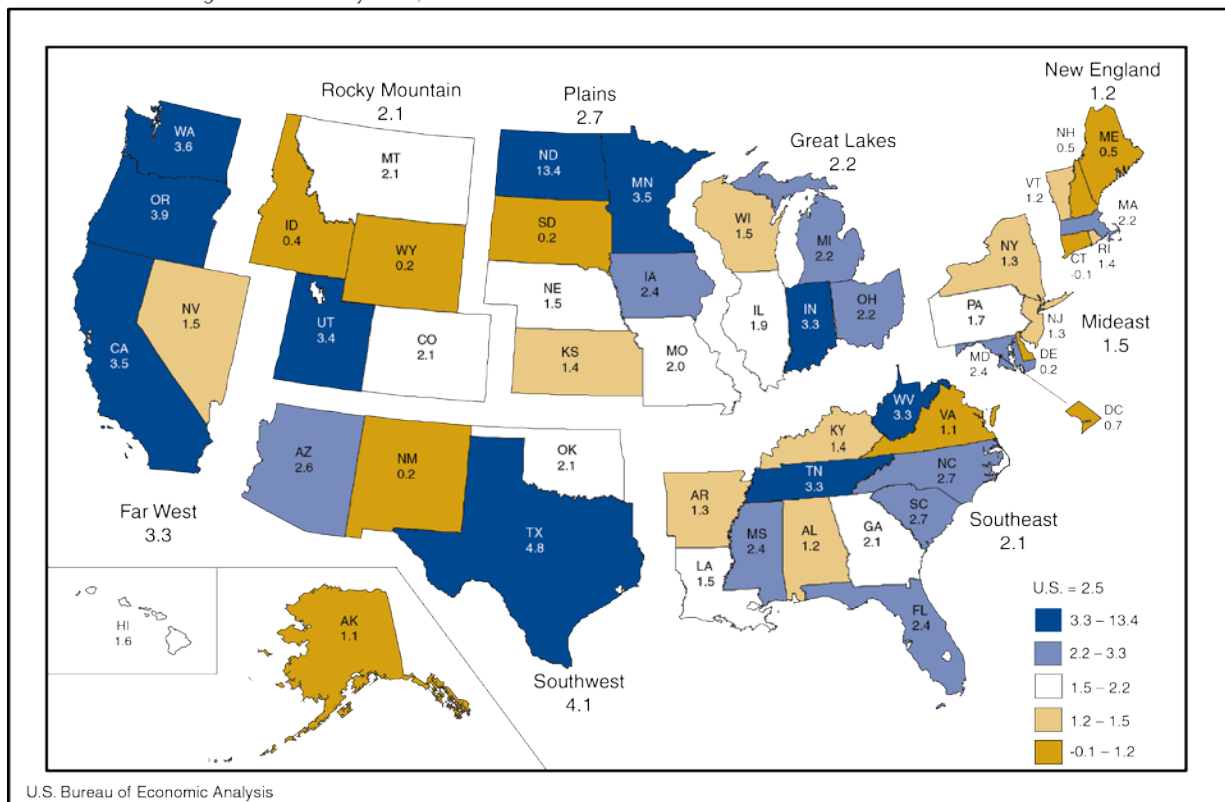 New England
1.2
Rocky Mountain
2.1
Plains
2.7
Great Lakes
2.2
WA
3.6
OR
3.9
CA
3.5
NV
1.5
ID
0.4
MT
2.1
WY
0.2
UT
3.4
CO
2.1
ND
13.4
SD
0.2
NE
1.5
KS
1.4
MN
3.5
IA
2.4
MO
2.0
WI
1.5
MI
2.2
IL
1.9
IN
3.3
OH
2.2
NH
0.5
ME
0.5
VT
1.2
MA
2.2
RI
1.4
CT
-0.1
NY
1.3
PA
1.7
NJ
1.3
Mideast
1.5
MD
2.4
DE
0.2
DC
0.7
AZ
2.6
NM
0.2
OK
2.1
TX
4.8
WV
3.3
VA
1.1
KY
1.4
TN
3.3
NC
2.7
SC
2.7
AR
1.3
LA
1.5
MS
2.4
AL
1.2
GA
2.1
FL
2.4
Far West
3.3
Southeast
2.1
HI
1.6
AK
1.1
Southwest
4.1
U.S. = 2.5
3.3 – 13.4
2.2 – 3.3
1.5 – 2.2
1.2 – 1.5
-0.1 – 1.2
U.S. Bureau of Economic Analysis